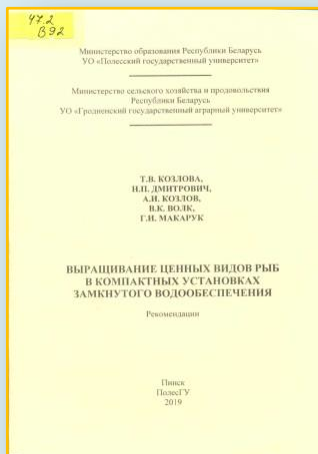 47.2
В92
Министерство образования Республики Беларусь
УО «Полесский государственный университет»
Министерство сельского хозяйства и продовольствия
Республики Беларусь
УО «Гродненский государственный аграрный университет»
Т.В. КОЗЛОВА,
Н.П. ДМИТРОВИЧ,
А.И. КОЗЛОВ,
В.К. ВОЛК,
Г.И. МАКАРУК
ВЫРАЩИВАНИЕ ЦЕННЫХ ВИДОВ РЫБ
В КОМПАКТНЫХ УСТАНОВКАХ
ЗАМКНУТОГО ВОДООБЕСПЕЧЕНИЯ
Рекомендации
Пинск
ПолесГУ
2019